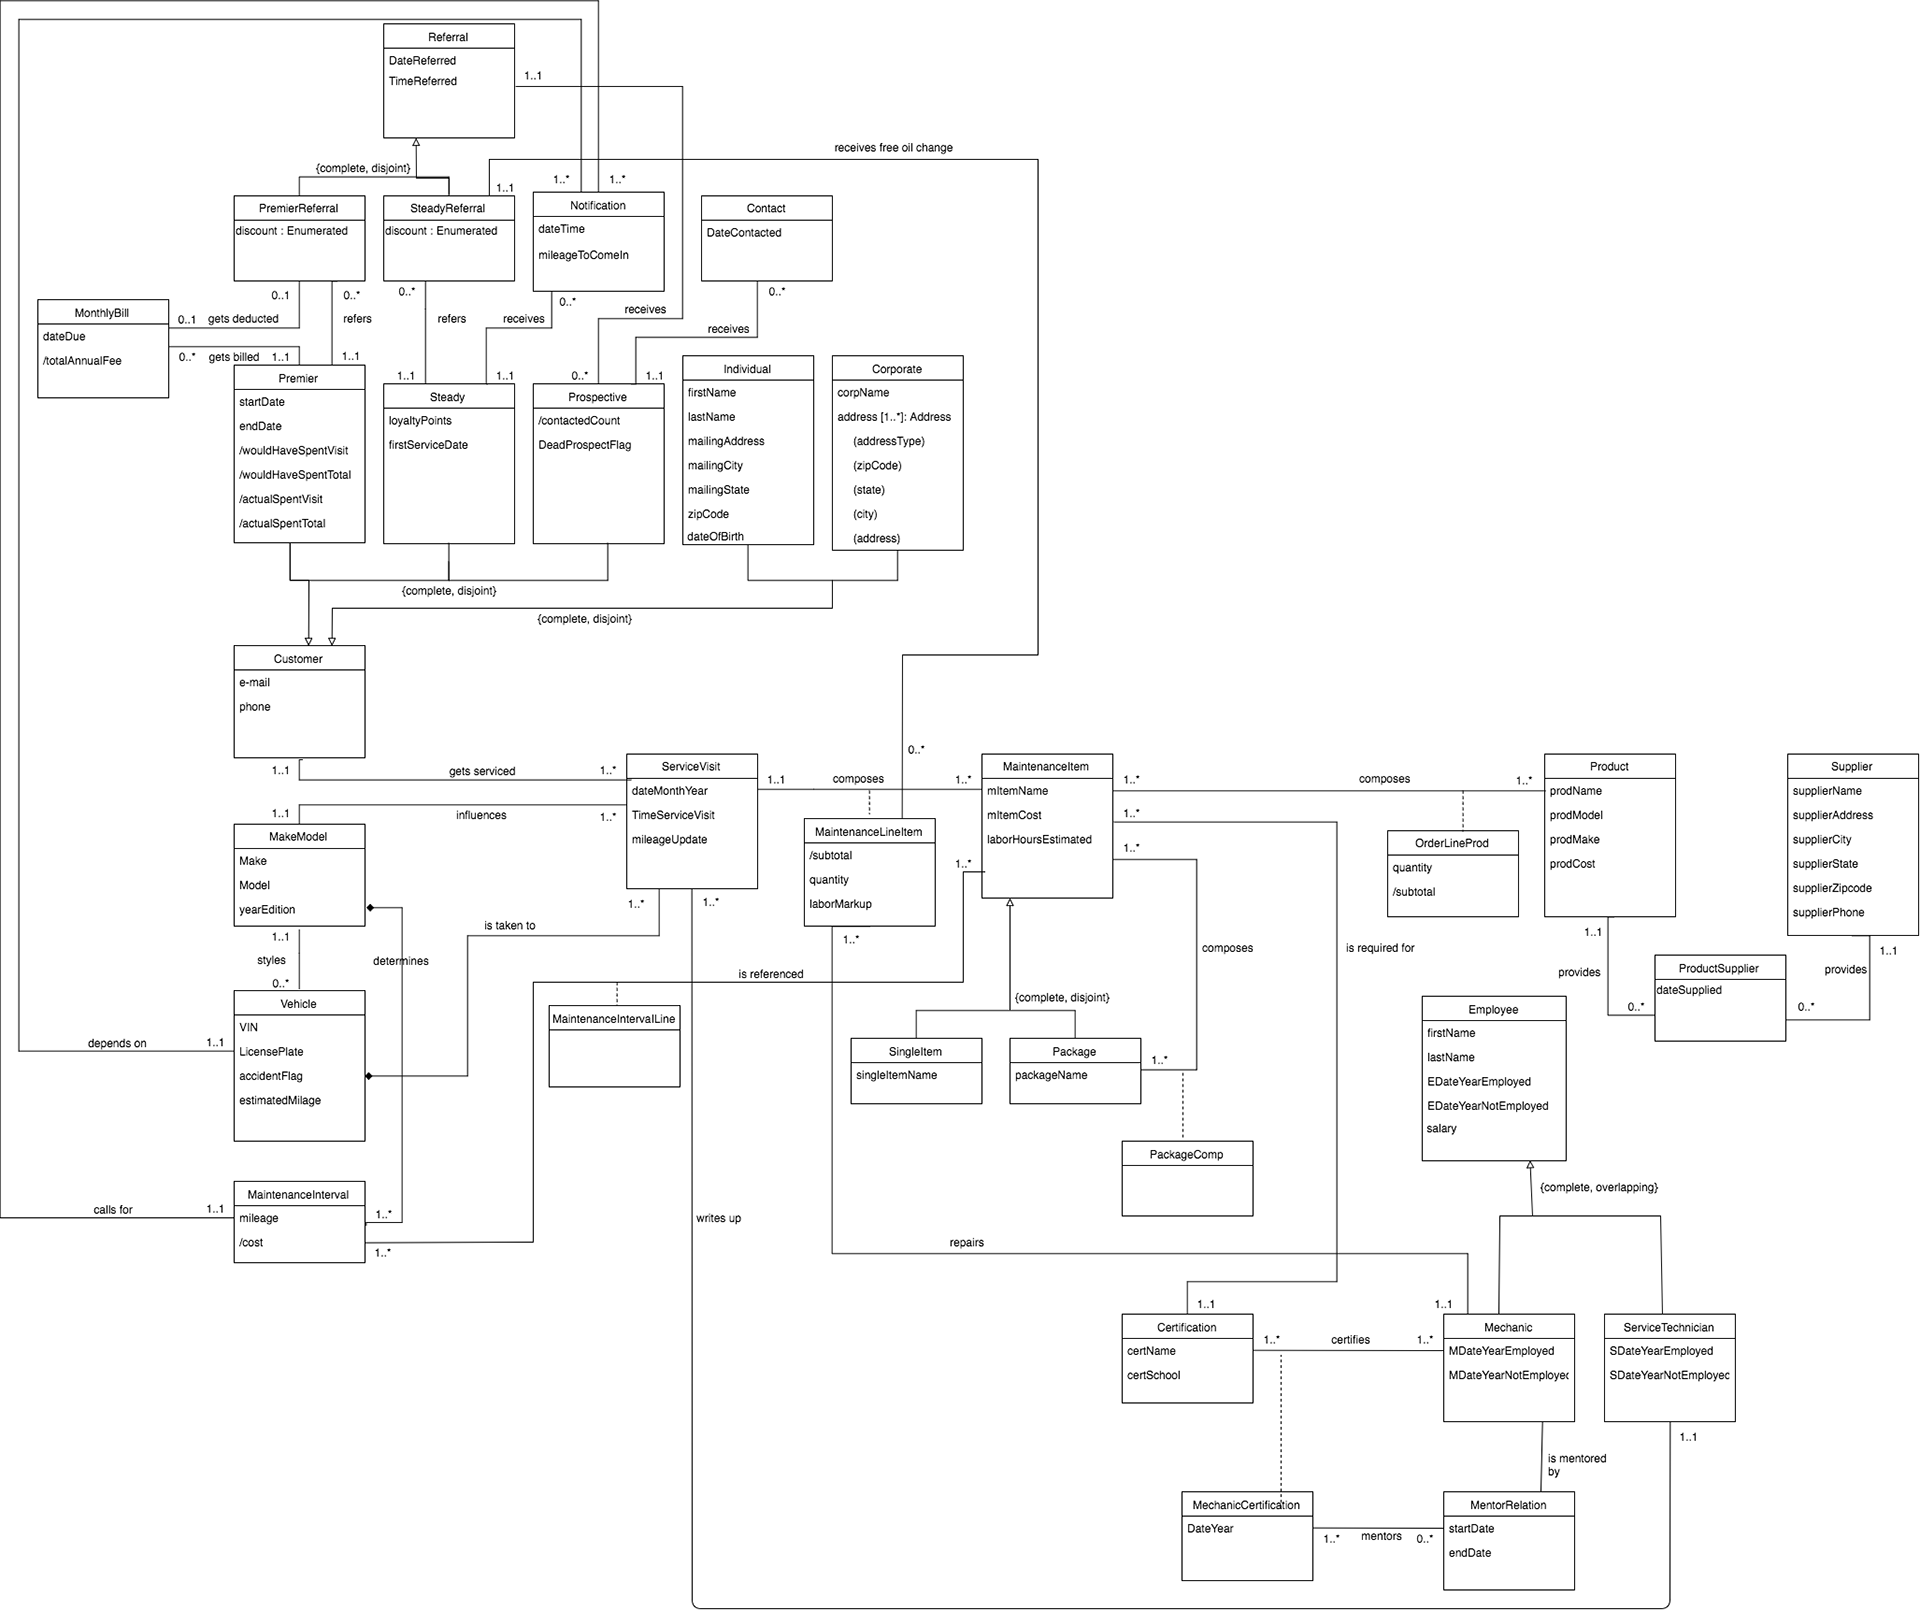 Referral
DateReferred
TimeReferred
1..1
receives free oil change
{complete, disjoint}
1..1
1..*
1..*
PremierReferral
discount : Enumerated
SteadyReferral
discount : Enumerated
Notification
dateTime
mileageToComeIn
Contact
DateContacted
0..1
0..*
0..*
0..*
0..*
MonthlyBill
dateDue
/totalAnnualFee
0..1
gets deducted
refers
refers
receives
receives
receives
0..*
gets billed
1..1
1..1
1..1
1..1
0..*
1..1
Premier
startDate
endDate
/wouldHaveSpentVisit
/wouldHaveSpentTotal
/actualSpentVisit
/actualSpentTotal
Steady
loyaltyPoints
firstServiceDate
Prospective
/contactedCount
DeadProspectFlag
Individual
firstName
lastName
mailingAddress
mailingCity
mailingState
zipCode
dateOfBirth
Corporate
corpName
address [1..*]: Address
(addressType)
(zipCode)
(state)
(city)
(address)
{complete, disjoint}
{complete, disjoint}
Customer
e-mail
phone
1..1
gets serviced
1..*
1..1
influences
1..*
ServiceVisit
dateMonthYear
TimeServiceVisit
mileageUpdate
1..1
composes
1..*
0..*
MaintenanceItem
mItemName
mItemCost
laborHoursEstimated
1..*
composes
1..*
1..*
1..*
1..*
Product
prodName
prodModel
prodMake
prodCost
Supplier
supplierName
supplierAddress
supplierCity
supplierState
supplierZipcode
supplierPhone
MakeModel
Make
Model
yearEdition
MaintenanceLineItem
/subtotal
quantity
laborMarkup
OrderLineProd
quantity
/subtotal
1..1
styles
0..*
determines
is taken to
1..*
1..*
1..*
is referenced
composes
is required for
1..1
provides
0..*
ProductSupplier
dateSupplied
1..1
provides
0..*
Vehicle
VIN
LicensePlate
accidentFlag
estimatedMilage
depends on
1..1
MaintenanceIntervalLine
{complete, disjoint}
SingleItem
singleItemName
Package
packageName
1..*
PackageComp
Employee
firstName
lastName
EDateYearEmployed
EDateYearNotEmployed
salary
{complete, overlapping}
MaintenanceInterval
mileage
/cost
calls for
1..1
1..*
1..*
writes up
repairs
1..1
1..1
Certification
certName
certSchool
1..*
certifies
1..*
Mechanic
MDateYearEmployed
MDateYearNotEmployec
ServiceTechnician
SDateYearEmployed
SDateYearNotEmployec
1..1
is mentored
by
MechanicCertification
DateYear
1..*
mentors
0..*
MentorRelation
startDate
endDate